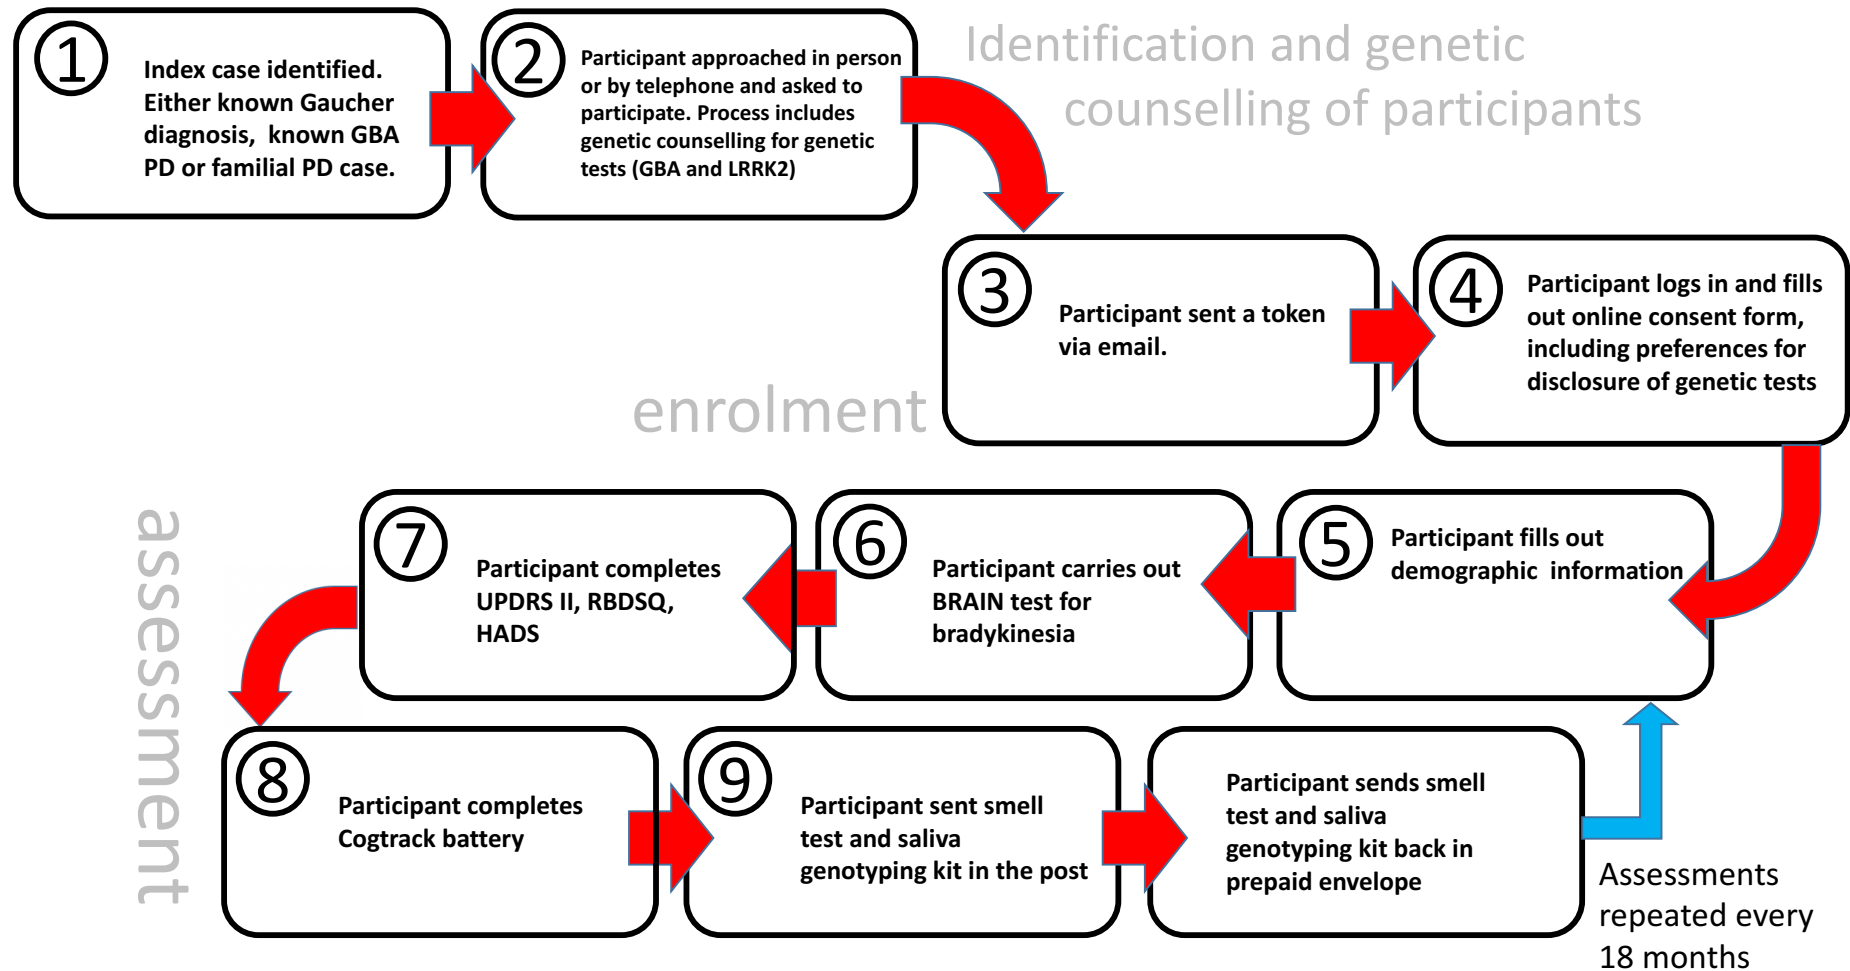 1
Index case identified.
Either known Gaucher
diagnosis,  known GBA
PD or familial PD case.
2
Participant approached in person
or by telephone and asked to
participate. Process includes
genetic counselling for genetic
tests (GBA and LRRK2)
Identification and genetic
counselling of participants
3
Participant sent a token
via email.
4
Participant logs in and fills
out online consent form,
including preferences for
disclosure of genetic tests
enrolment
5
Participant fills out
demographic  information
6
Participant carries out
BRAIN test for
bradykinesia
7
Participant completes
UPDRS II, RBDSQ,
HADS
assessment
8
Participant completes
Cogtrack battery
9
Participant sent smell
test and saliva
genotyping kit in the post
Participant sends smell
test and saliva
genotyping kit back in
prepaid envelope
Assessments
repeated every
18 months